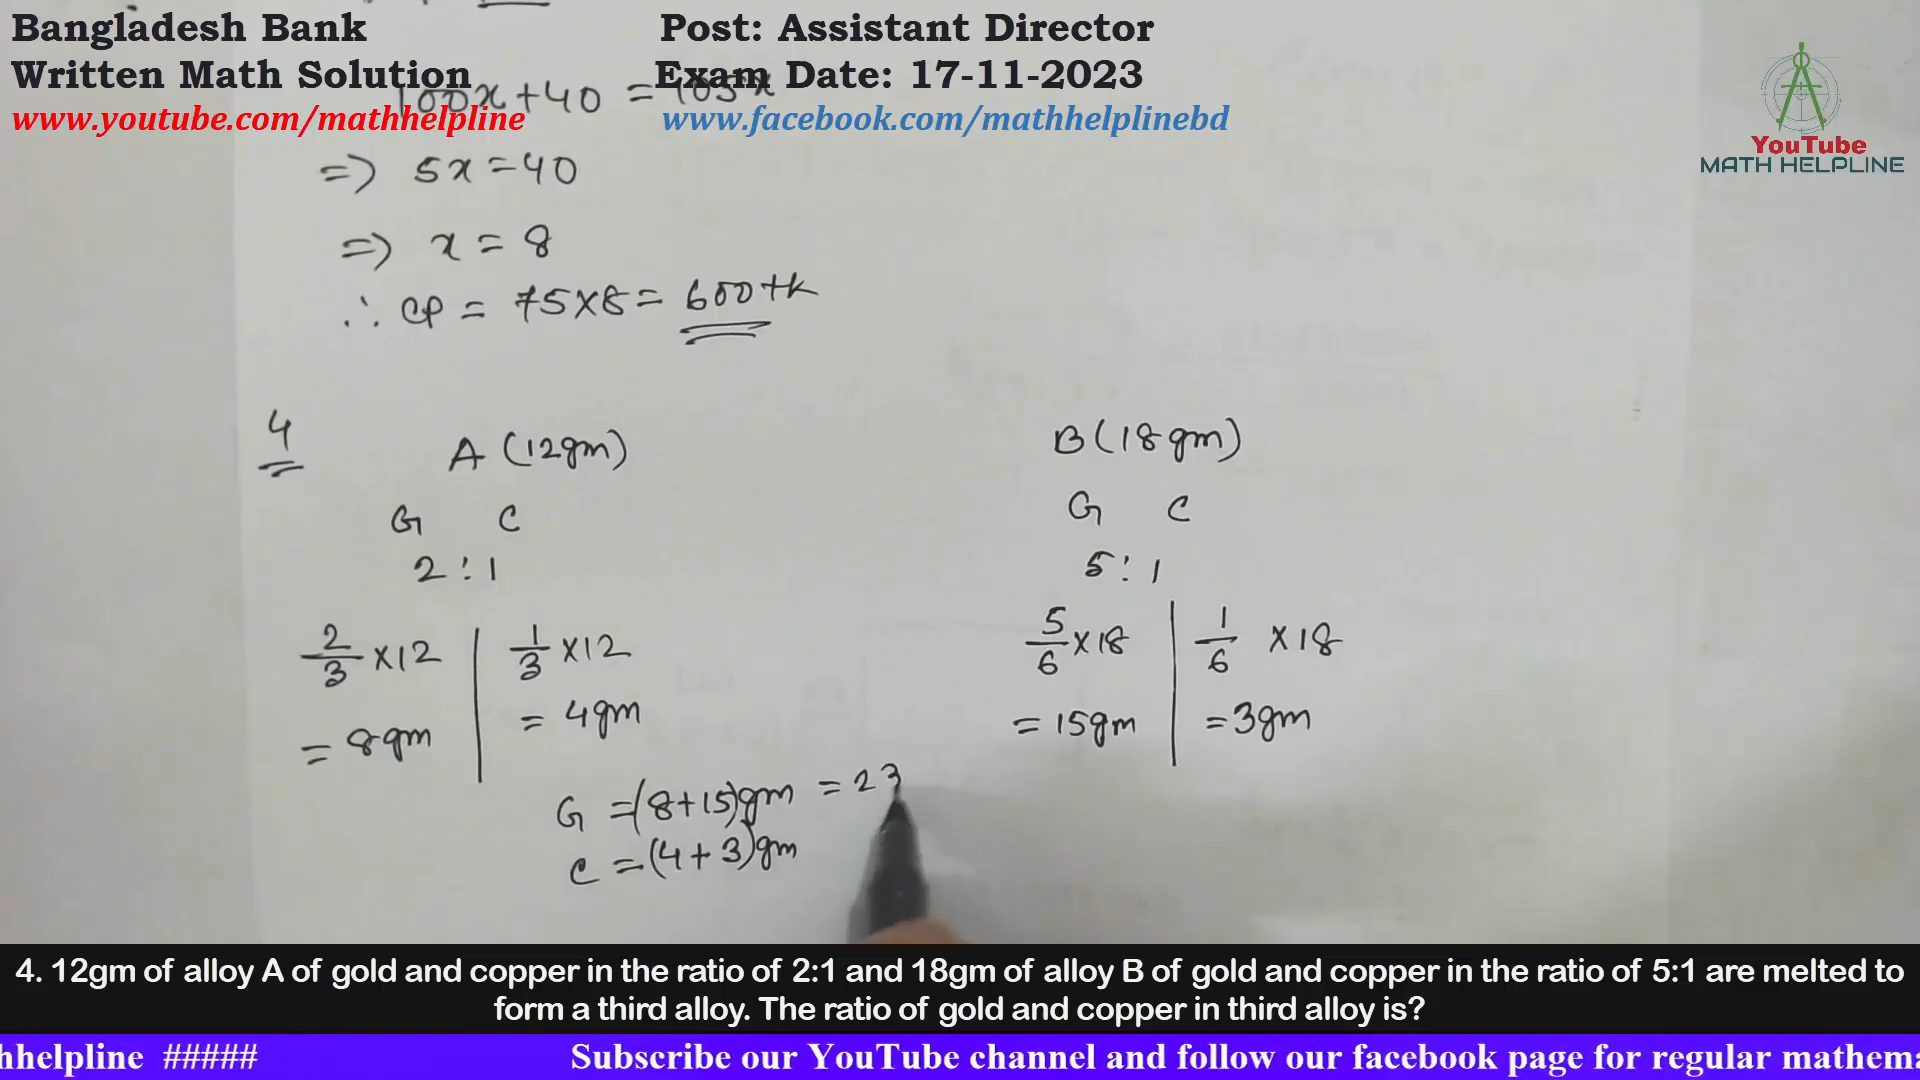 Bangladesh Bank
Post: Assistant Director
Written Math Solution
Exam Date: 17-11-2023
100x+40 = 105x
www.youtube.com/mathhelpline
www.facebook.com/mathhelplinebd
YouTube
MATH HELPLINE
=> 5x = 40
=> x = 8
∴ CP = 75×8 = 600tk
4
A (12gm)
B (18gm)
G C
G C
2 : 1
5 : 1
2/3 ×12 | 1/3 ×12
5/6 ×18 | 1/6 ×18
= 8gm | = 4gm
= 15gm | = 3gm
G = (8+15)gm = 23
C = (4+3)gm
4. 12gm of alloy A of gold and copper in the ratio of 2:1 and 18gm of alloy B of gold and copper in the ratio of 5:1 are melted to
form a third alloy. The ratio of gold and copper in third alloy is?
hhelpline ##### Subscribe our YouTube channel and follow our facebook page for regular mathema